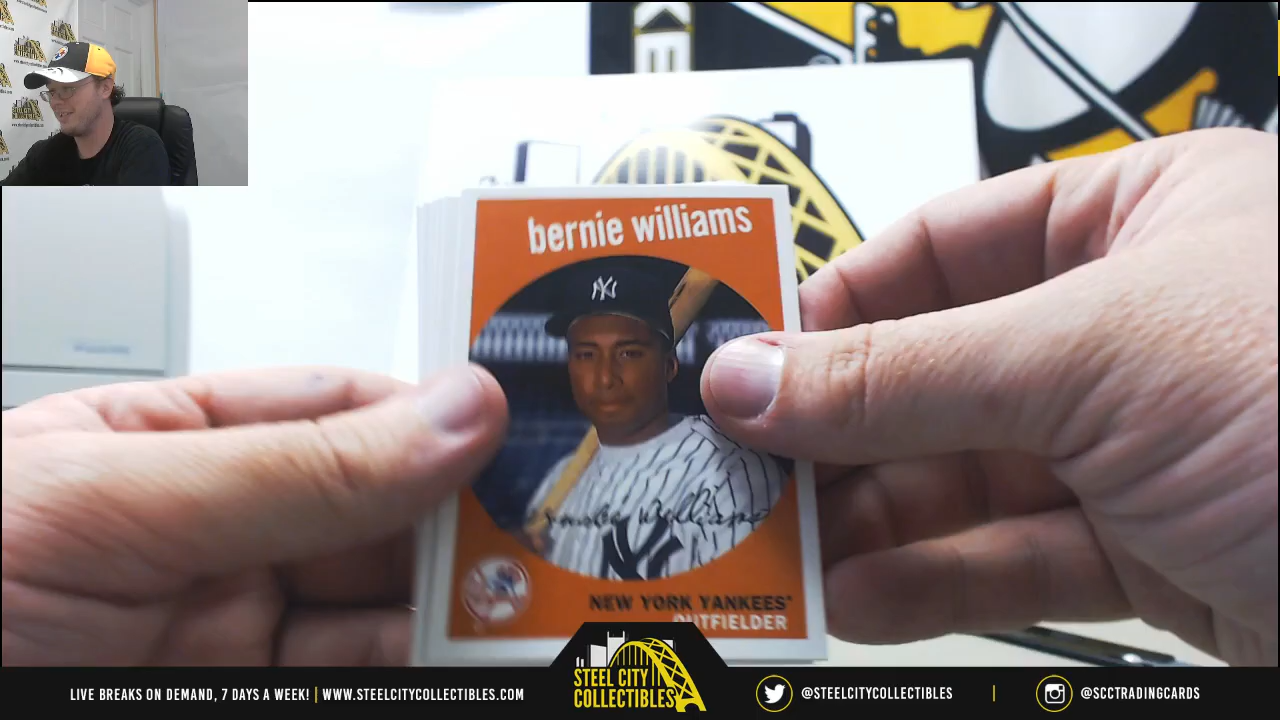 bernie williams
NY
NEW YORK YANKEES®
OUTFIELDER
STEEL CITY
COLLECTIBLES
LIVE BREAKS ON DEMAND, 7 DAYS A WEEK! | WWW.STEELCITYCOLLECTIBLES.COM
@STEELCITYCOLLECTIBLES | @SCCTRADINGCARDS